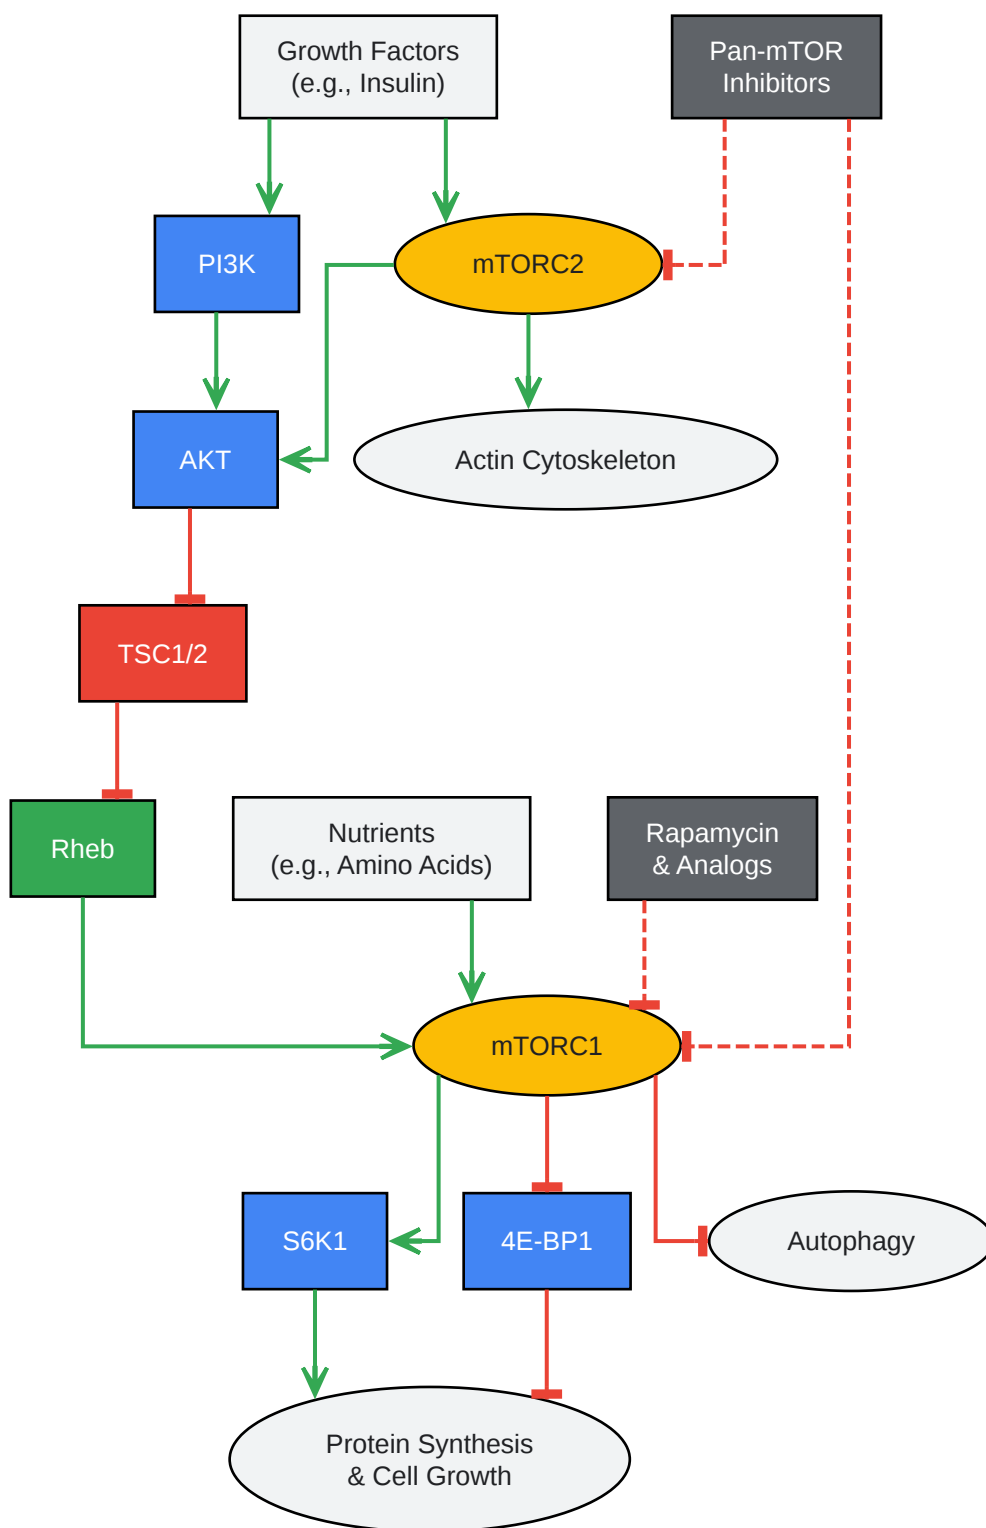 Growth Factors
(e.g., Insulin)
Pan-mTOR
Inhibitors
PI3K
mTORC2
AKT
Actin Cytoskeleton
TSC1/2
Rheb
Nutrients
(e.g., Amino Acids)
Rapamycin
& Analogs
mTORC1
S6K1
4E-BP1
Autophagy
Protein Synthesis
& Cell Growth